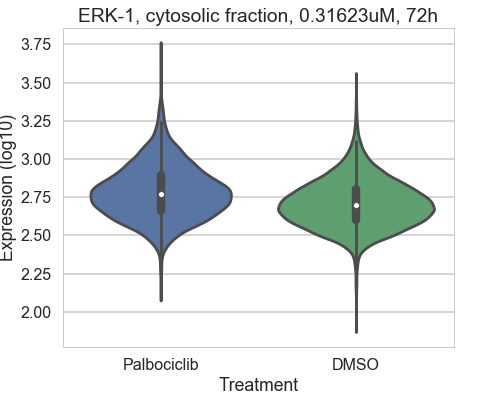 ERK-1, cytosolic fraction, 0.31623uM, 72h
Expression (log10)
3.75
3.50
3.25
3.00
2.75
2.50
2.25
2.00
Palbociclib
DMSO
Treatment